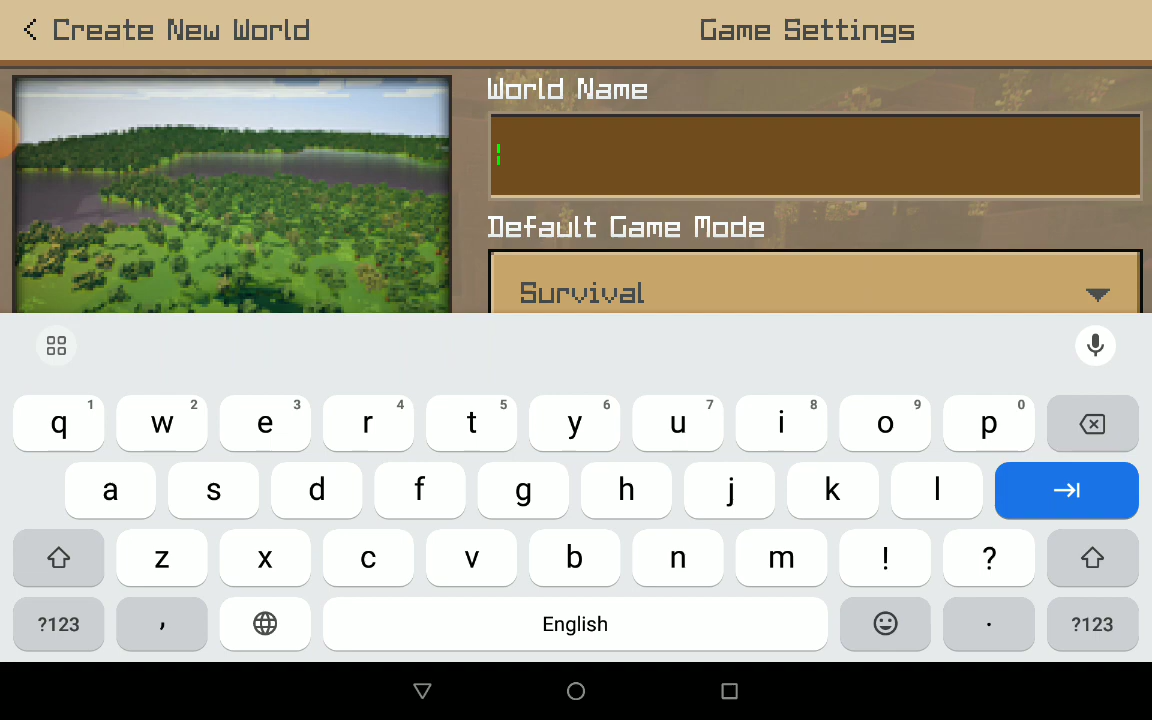 Create New World
Game Settings
World Name
Default Game Mode
Survival
q 1 w 2 e 3 r 4 t 5 y 6 u 7 i 8 o 9 p 0
a s d f g h j k l
z x c v b n m ! ?
?123 , English . ?123